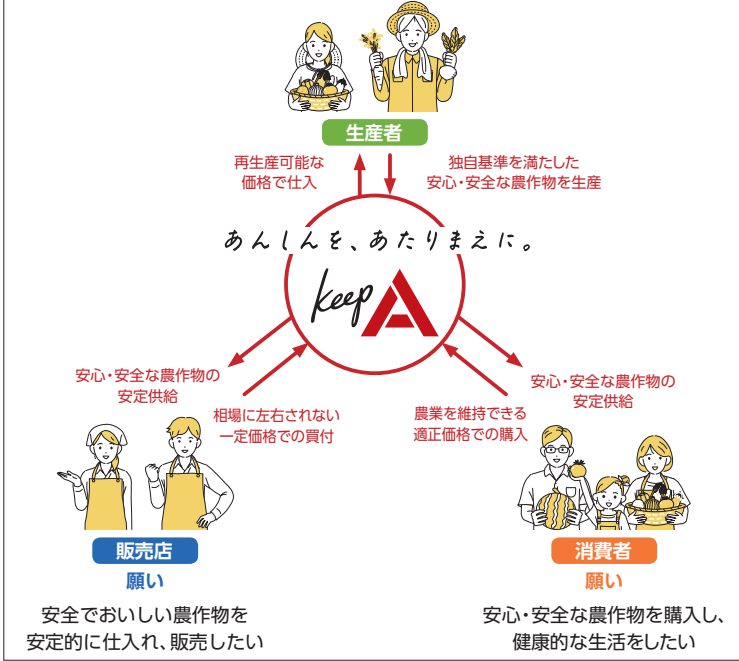 生産者
再生産可能な
価格で仕入
独自基準を満たした
安心・安全な農作物を生産
あんしんを、あたりまえに。
keep A
安心・安全な農作物の
安定供給
相場に左右されない
一定価格での買付
農業を維持できる
適正価格での購入
安心・安全な農作物の
安定供給
販売店
願い
安全でおいしい農作物を
安定的に仕入れ、販売したい
消費者
願い
安心・安全な農作物を購入し、
健康的な生活をしたい